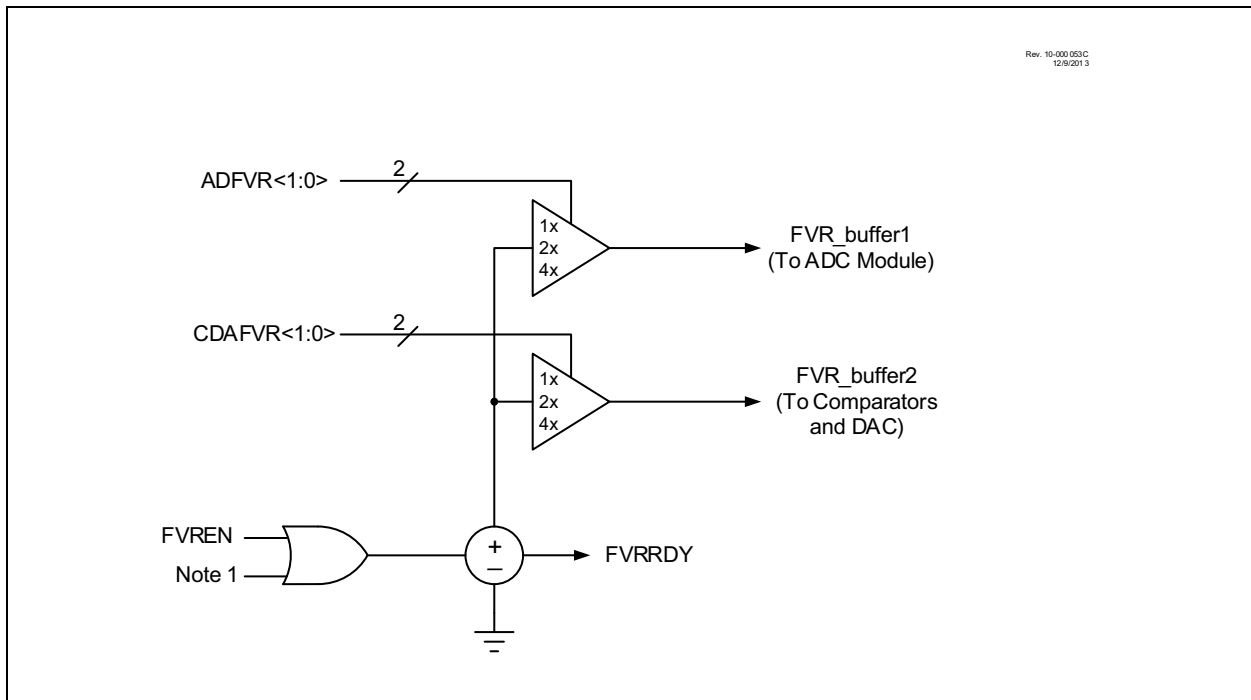 Rev. 10-000 053C
12/9/201 3
2
ADFVR<1:0>
1x
2x
4x
FVR_buffer1
(To ADC Module)
2
CDAFVR<1:0>
1x
2x
4x
FVR_buffer2
(To Comparators
and DAC)
FVREN
Note 1
+
_
FVRRDY